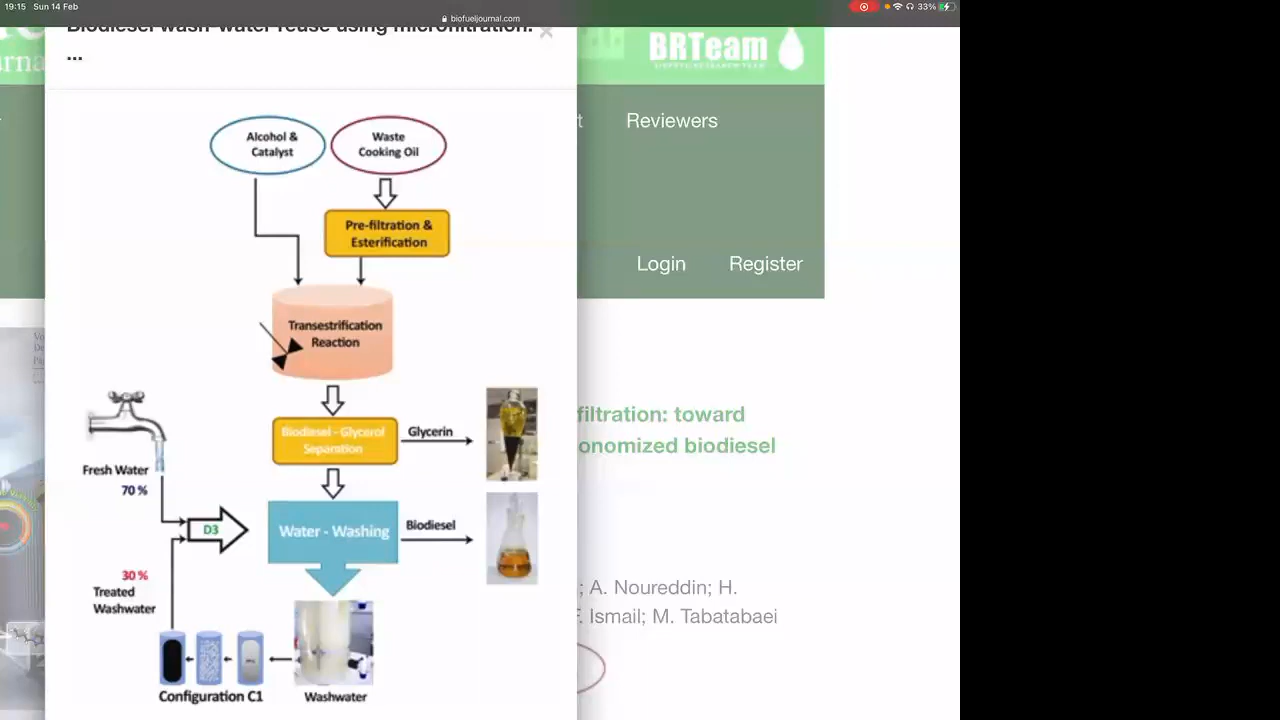 19:15 Sun 14 Feb
biofueljournal.com
33%
Biodiesel wash-water reuse using microfiltration:
...
BRTeam
Reviewers
Login Register
Alcohol &
Catalyst
Waste
Cooking Oil
Pre-filtration &
Esterification
Transestrification
Reaction
Biodiesel - Glycerol
Separation
Glycerin
Fresh Water
70 %
D3
Water - Washing
Biodiesel
30 %
Treated
Washwater
Configuration C1
Washwater
filtration: toward
onomized biodiesel
; A. Noureddin; H.
F. Ismail; M. Tabatabaei